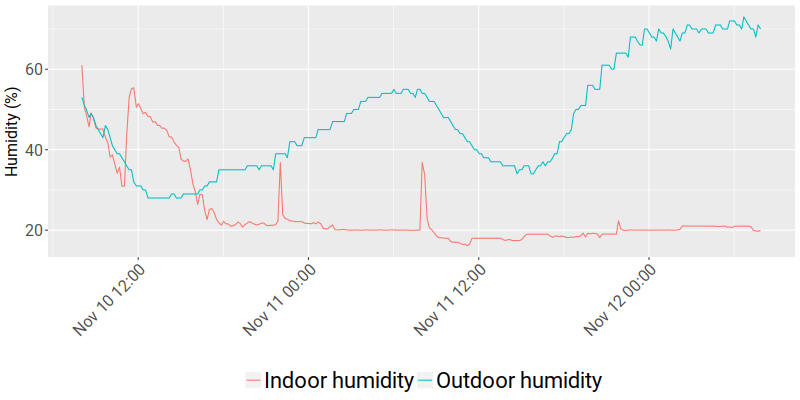 Humidity (%)
60
40
20
Nov 10 12:00
Nov 11 00:00
Nov 11 12:00
Nov 12 00:00
Indoor humidity
Outdoor humidity